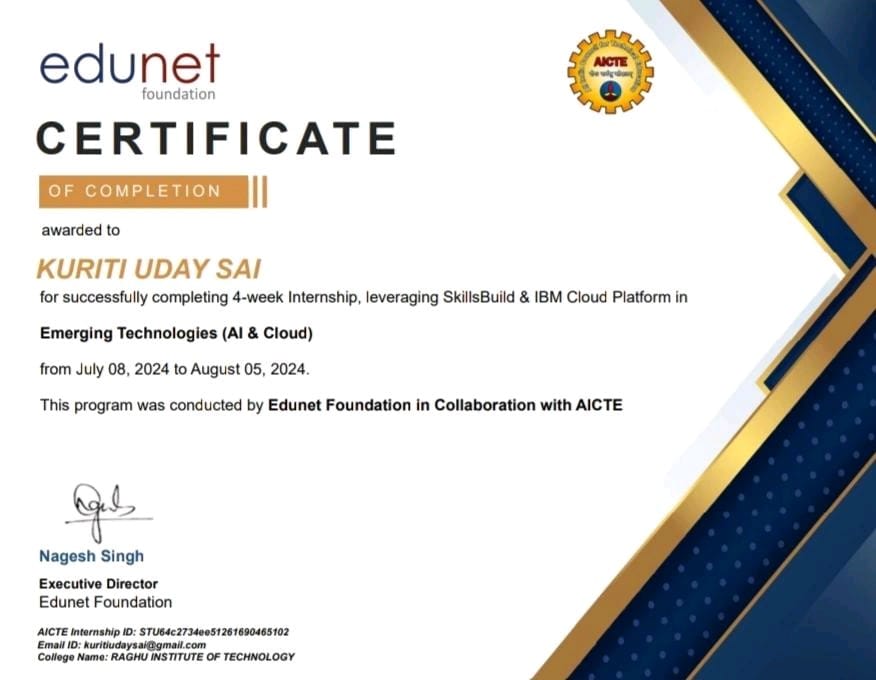 edunet
foundation
AICTE
CERTIFICATE
OF COMPLETION
awarded to
KURITI UDAY SAI
for successfully completing 4-week Internship, leveraging SkillsBuild & IBM Cloud Platform in
Emerging Technologies (AI & Cloud)
from July 08, 2024 to August 05, 2024.
This program was conducted by Edunet Foundation in Collaboration with AICTE
Nagesh Singh
Executive Director
Edunet Foundation
AICTE Internship ID: STU64c2734ee51261690465102
Email ID: kuritiudaysai@gmail.com
College Name: RAGHU INSTITUTE OF TECHNOLOGY